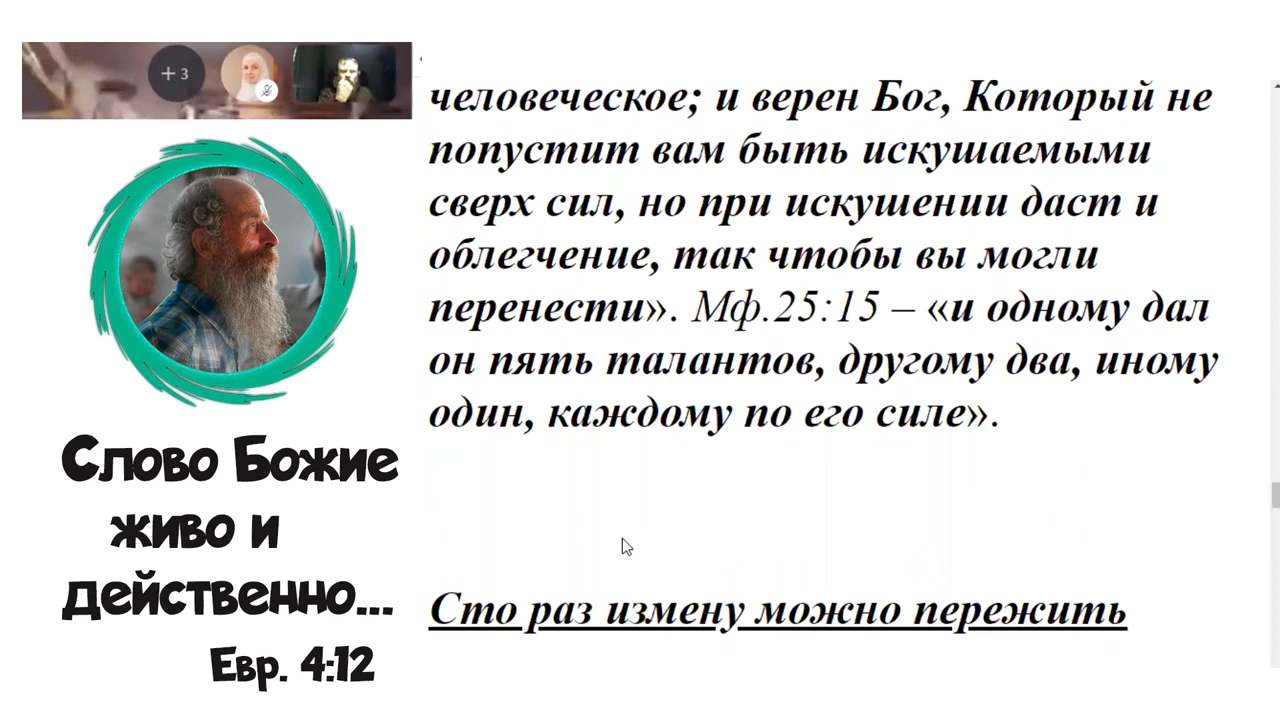 +3
человеческое; и верен Бог, Который не
попустит вам быть искушаемыми
сверх сил, но при искушении даст и
облегчение, так чтобы вы могли
перенести». Мф.25:15 – «и одному дал
он пять талантов, другому два, иному
один, каждому по его силе».
Сто раз измену можно пережить
Слово Божие
живо и
действенно...
Евр. 4:12